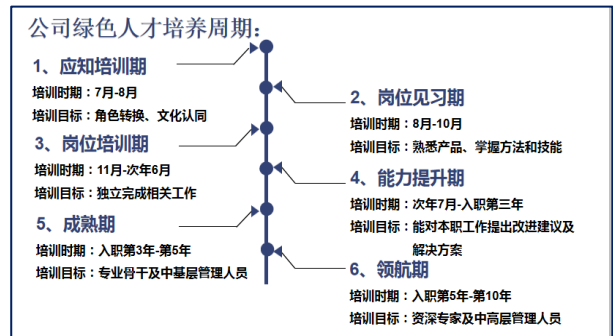 公司绿色人才培养周期：
1、应知培训期
培训时期：7月-8月
培训目标：角色转换、文化认同
2、岗位见习期
培训时期：8月-10月
培训目标：熟悉产品、掌握方法和技能
3、岗位培训期
培训时期：11月-次年6月
培训目标：独立完成相关工作
4、能力提升期
培训时期：次年7月-入职第三年
培训目标：能对本职工作提出改进建议及
解决方案
5、成熟期
培训时期：入职第3年-第5年
培训目标：专业骨干及中基层管理人员
6、领航期
培训时期：入职第5年-第10年
培训目标：资深专家及中高层管理人员